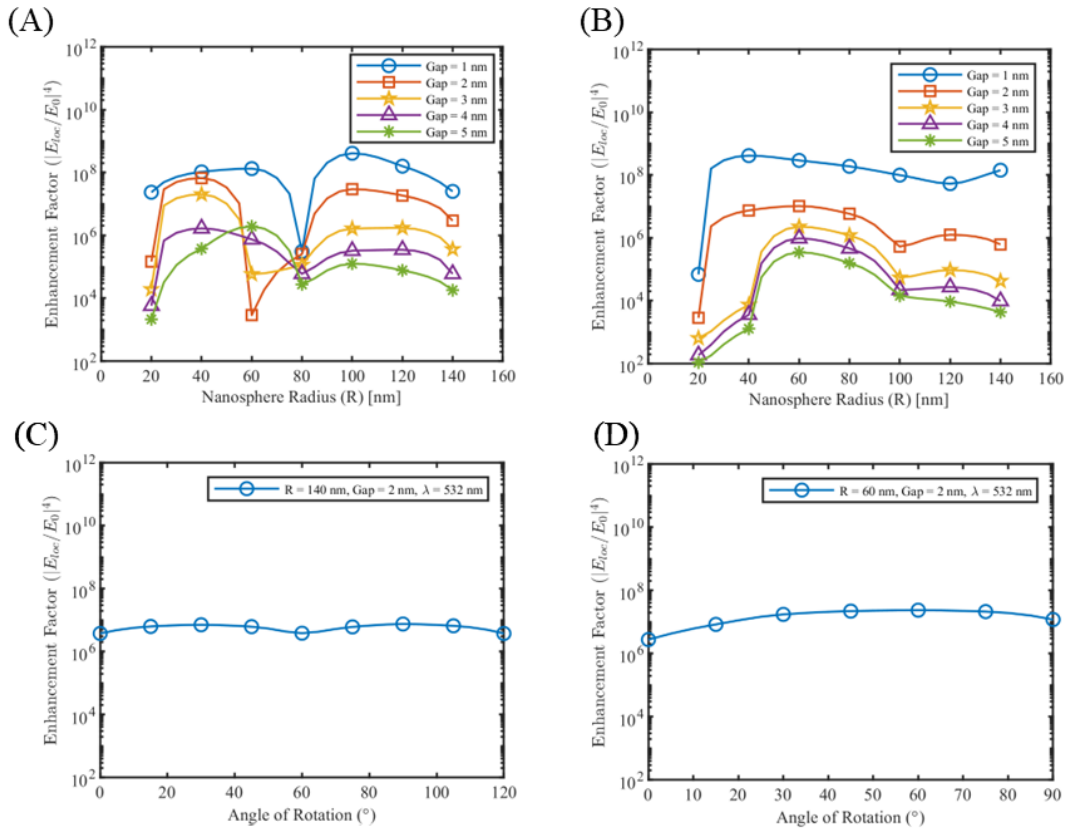 (A)
10^12
10^10
10^8
10^6
10^4
10^2
Enhancement Factor (|E_loc/E_0|^4)
Gap = 1 nm
Gap = 2 nm
Gap = 3 nm
Gap = 4 nm
Gap = 5 nm
0 20 40 60 80 100 120 140 160
Nanosphere Radius (R) [nm]
(B)
10^12
10^10
10^8
10^6
10^4
10^2
Enhancement Factor (|E_loc/E_0|^4)
Gap = 1 nm
Gap = 2 nm
Gap = 3 nm
Gap = 4 nm
Gap = 5 nm
0 20 40 60 80 100 120 140 160
Nanosphere Radius (R) [nm]
(C)
10^12
10^10
10^8
10^6
10^4
10^2
Enhancement Factor (|E_loc/E_0|^4)
R = 140 nm, Gap = 2 nm, λ = 532 nm
0 20 40 60 80 100 120
Angle of Rotation (°)
(D)
10^12
10^10
10^8
10^6
10^4
10^2
Enhancement Factor (|E_loc/E_0|^4)
R = 60 nm, Gap = 2 nm, λ = 532 nm
0 10 20 30 40 50 60 70 80 90
Angle of Rotation (°)